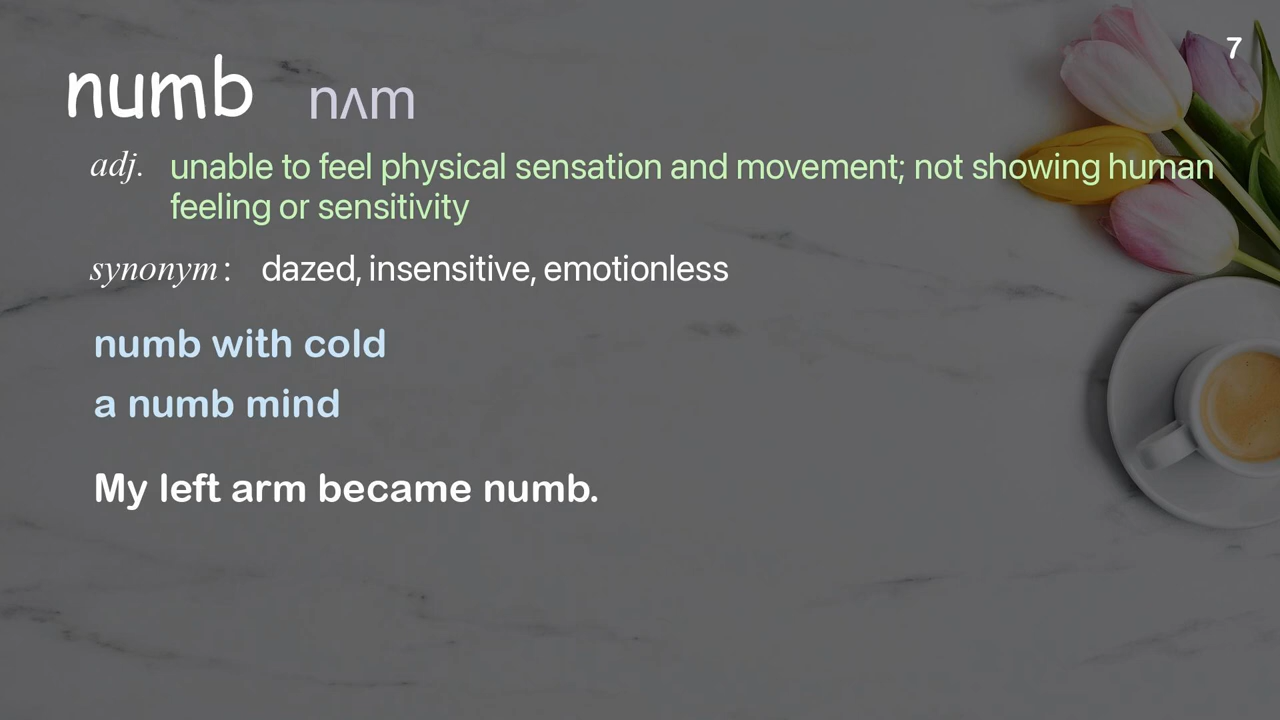 7
numb nʌm
adj. unable to feel physical sensation and movement; not showing human
feeling or sensitivity
synonym: dazed, insensitive, emotionless
numb with cold
a numb mind
My left arm became numb.